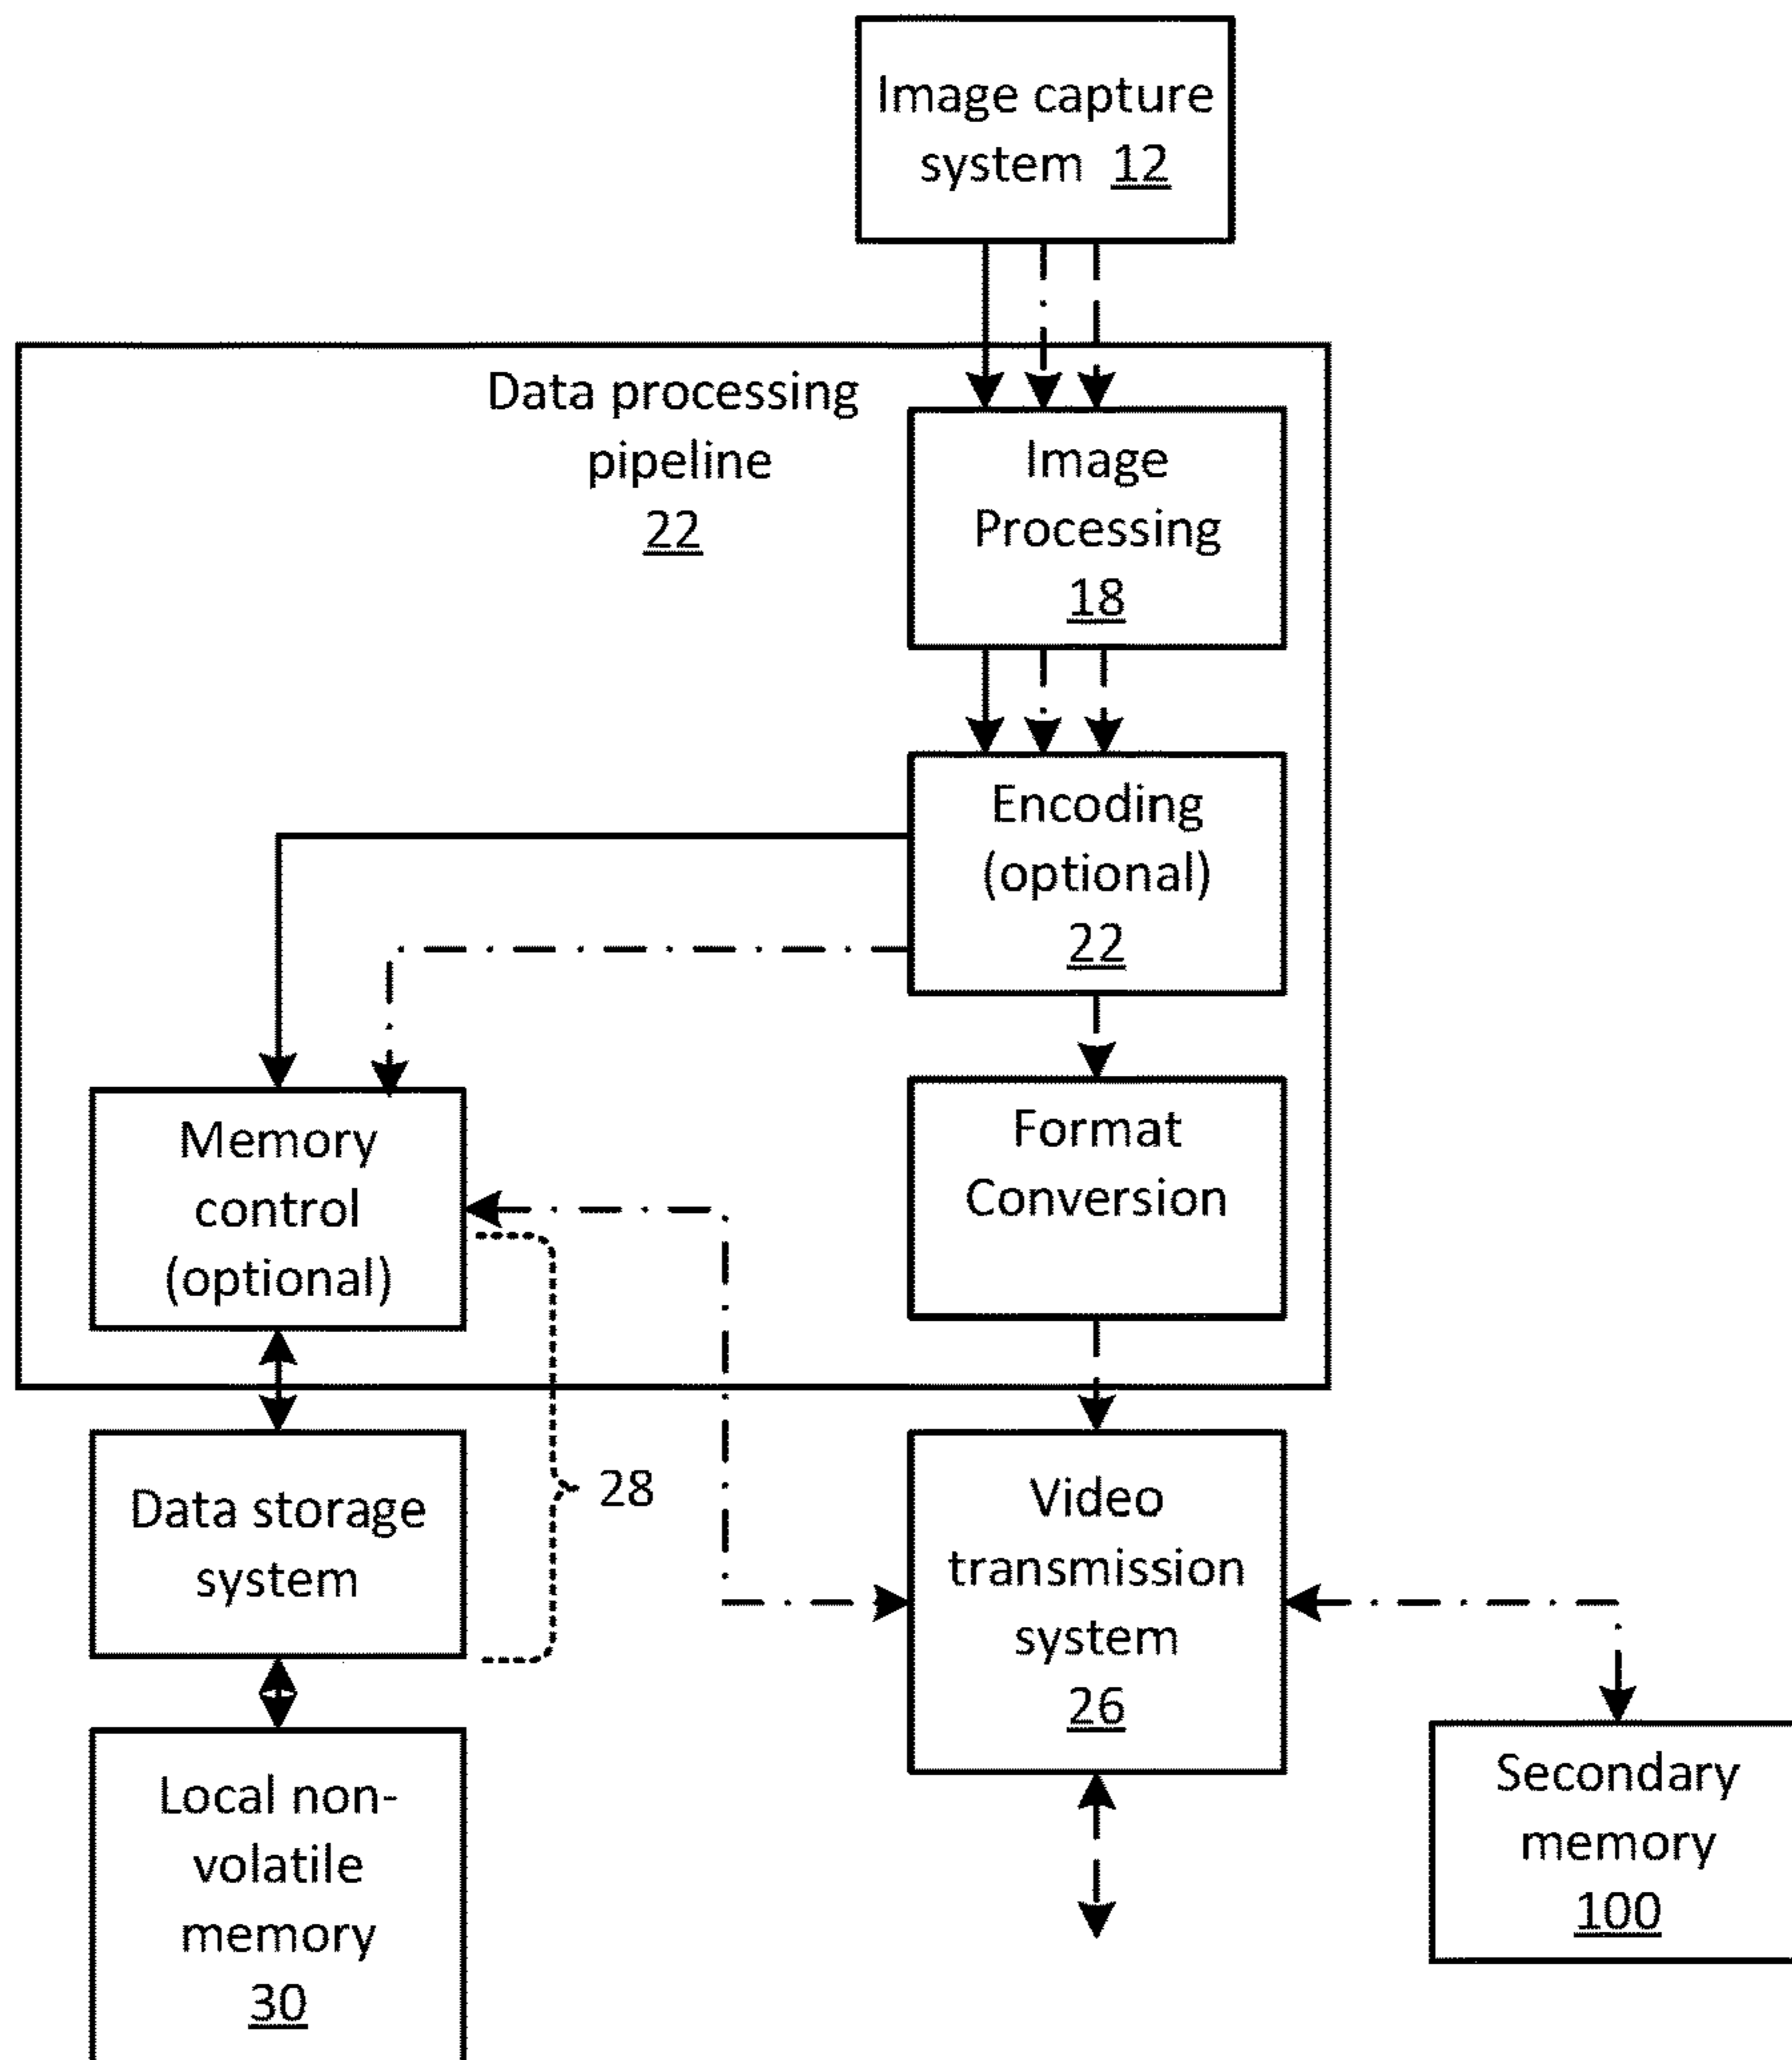 Image capture
system 12
Data processing
pipeline
22
Image
Processing
18
Encoding
(optional)
22
Memory
control
(optional)
Format
Conversion
Data storage
system
28
Video
transmission
system
26
Local non-
volatile
memory
30
Secondary
memory
100